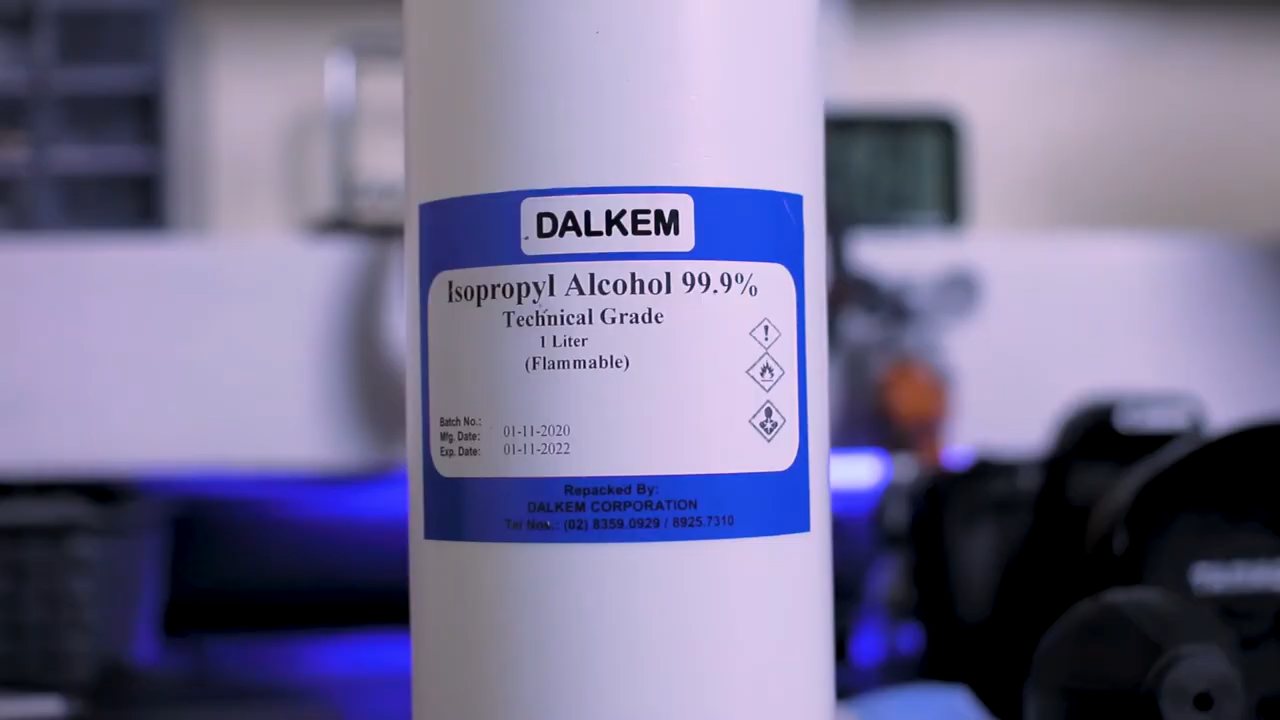 DALKEM
Isopropyl Alcohol 99.9%
Technical Grade
1 Liter
(Flammable)
Batch No.:
Mfg. Date: 01-11-2020
Exp. Date: 01-11-2022
Repacked By:
DALKEM CORPORATION
Tel Nos.: (02) 8359.0929 / 8925.7310